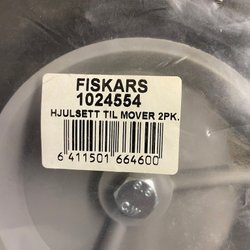 FISKARS
1024554
HJULSETT TIL MOVER 2PK.
6 411501 664600